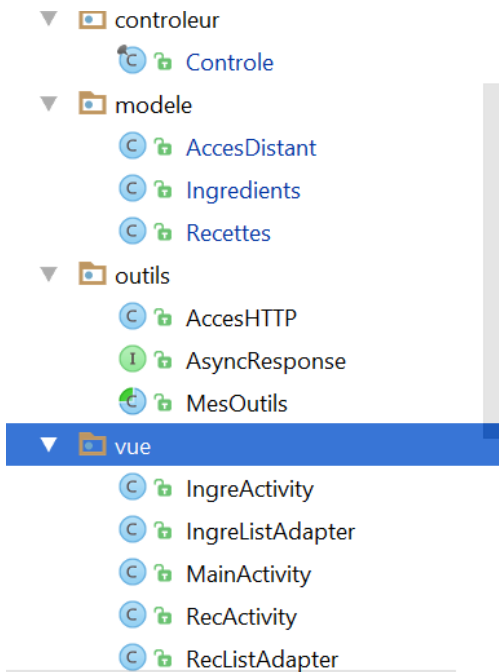 controleur
Controle
modele
AccesDistant
Ingredients
Recettes
outils
AccesHTTP
AsyncResponse
MesOutils
vue
IngreActivity
IngreListAdapter
MainActivity
RecActivity
RecListAdapter